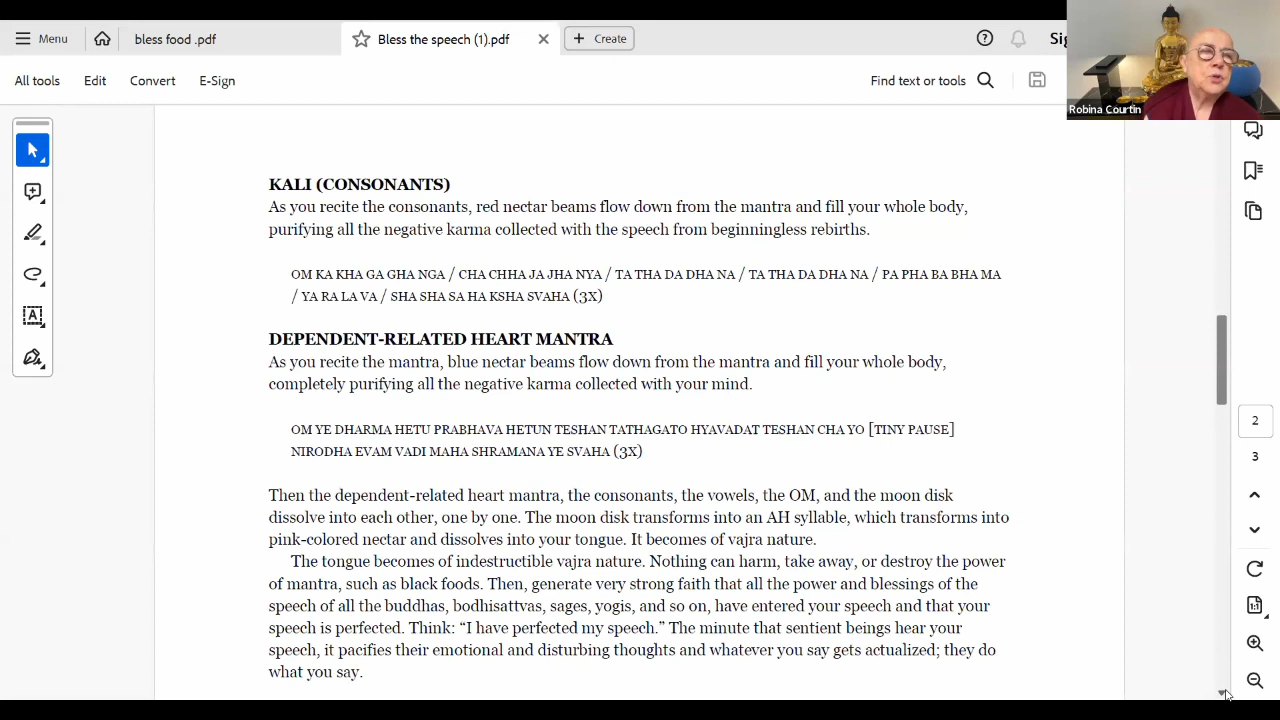 Menu
bless food .pdf
Bless the speech (1).pdf
Create
Sig
All tools
Edit
Convert
E-Sign
Find text or tools
Robina Courtin
KALI (CONSONANTS)
As you recite the consonants, red nectar beams flow down from the mantra and fill your whole body,
purifying all the negative karma collected with the speech from beginningless rebirths.
OM KA KHA GA GHA NGA / CHA CHHA JA JHA NYA / TA THA DA DHA NA / TA THA DA DHA NA / PA PHA BA BHA MA
/ YA RA LA VA / SHA SHA SA HA KSHA SVAHA (3X)
DEPENDENT-RELATED HEART MANTRA
As you recite the mantra, blue nectar beams flow down from the mantra and fill your whole body,
completely purifying all the negative karma collected with your mind.
OM YE DHARMA HETU PRABHAVA HETUN TESHAN TATHAGATO HYAVADAT TESHAN CHA YO [TINY PAUSE]
NIRODHA EVAM VADI MAHA SHRAMANA YE SVAHA (3X)
Then the dependent-related heart mantra, the consonants, the vowels, the OM, and the moon disk
dissolve into each other, one by one. The moon disk transforms into an AH syllable, which transforms into
pink-colored nectar and dissolves into your tongue. It becomes of vajra nature.
The tongue becomes of indestructible vajra nature. Nothing can harm, take away, or destroy the power
of mantra, such as black foods. Then, generate very strong faith that all the power and blessings of the
speech of all the buddhas, bodhisattvas, sages, yogis, and so on, have entered your speech and that your
speech is perfected. Think: “I have perfected my speech.” The minute that sentient beings hear your
speech, it pacifies their emotional and disturbing thoughts and whatever you say gets actualized; they do
what you say.
2
3
1:1